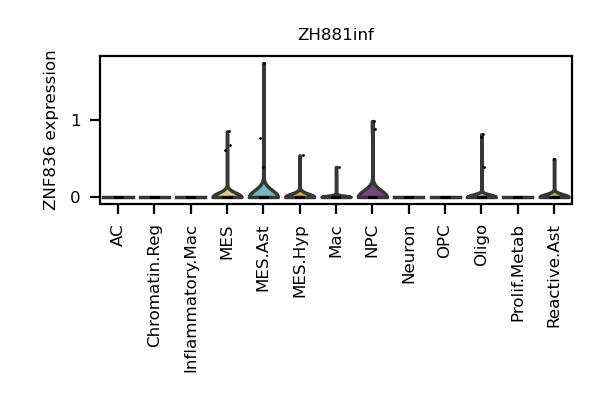 ZH881inf
ZNF836 expression
1
0
AC
Chromatin.Reg
Inflammatory.Mac
MES
MES.Ast
MES.Hyp
Mac
NPC
Neuron
OPC
Oligo
Prolif.Metab
Reactive.Ast